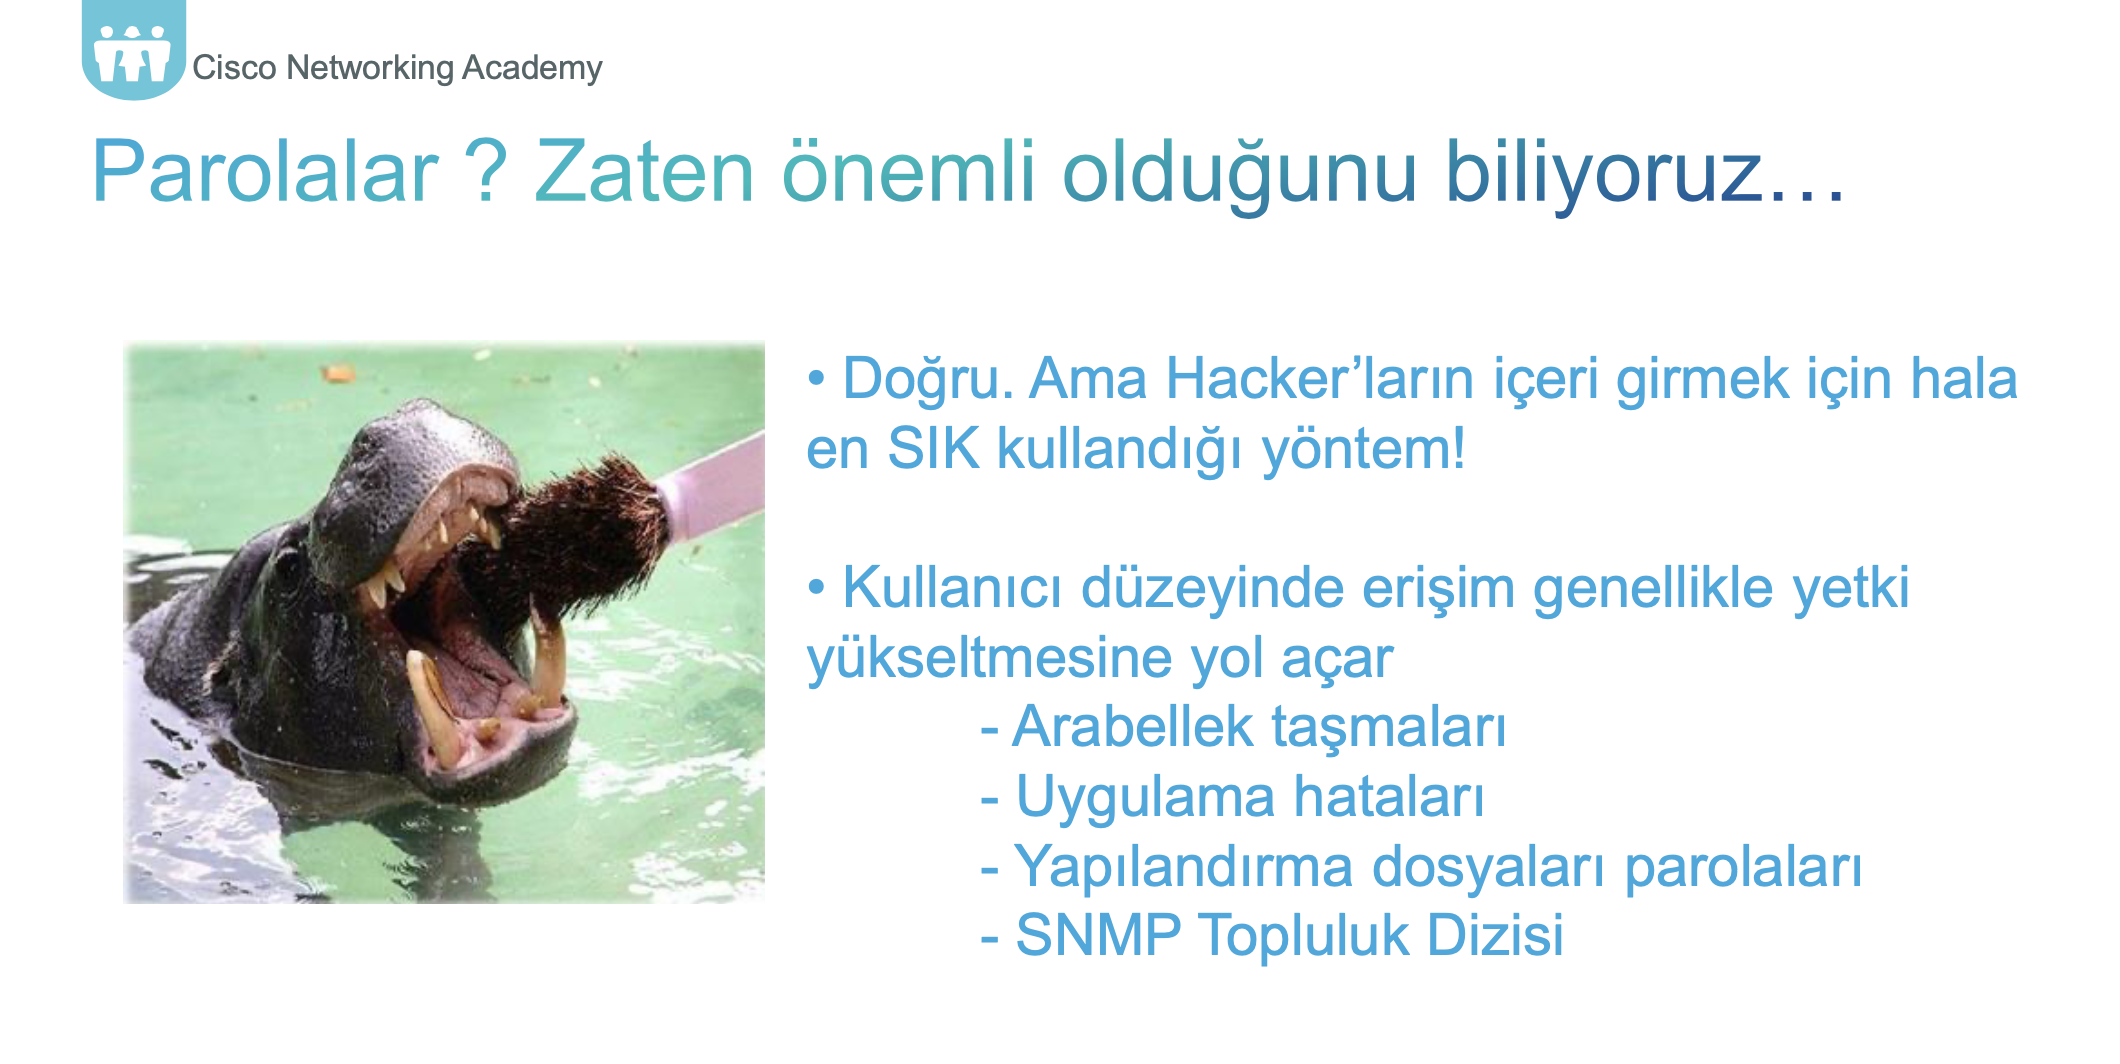 Cisco Networking Academy
Parolalar ? Zaten önemli olduğunu biliyoruz…
• Doğru. Ama Hacker’ların içeri girmek için hala
en SIK kullandığı yöntem!
• Kullanıcı düzeyinde erişim genellikle yetki
yükseltmesine yol açar
- Arabellek taşmaları
- Uygulama hataları
- Yapılandırma dosyaları parolaları
- SNMP Topluluk Dizisi